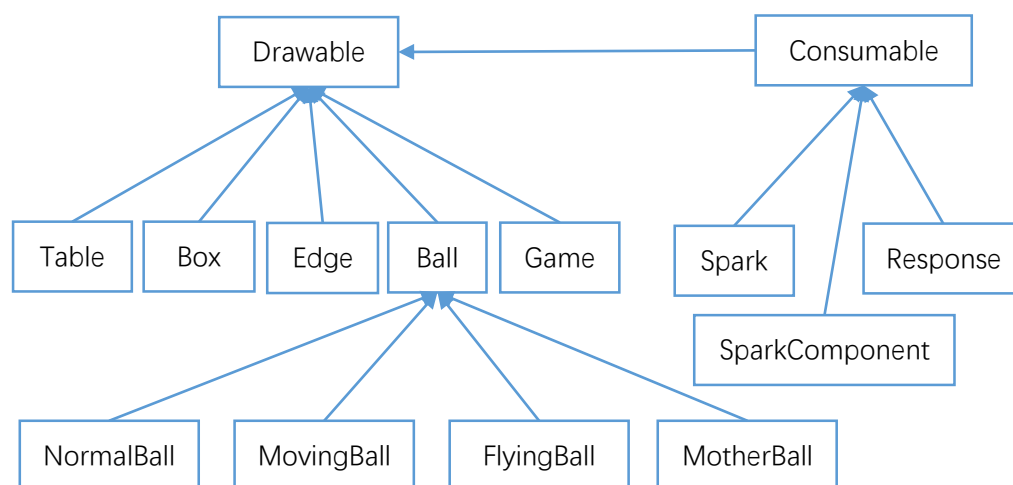 Drawable
Consumable
Table
Box
Edge
Ball
Game
Spark
Response
SparkComponent
NormalBall
MovingBall
FlyingBall
MotherBall